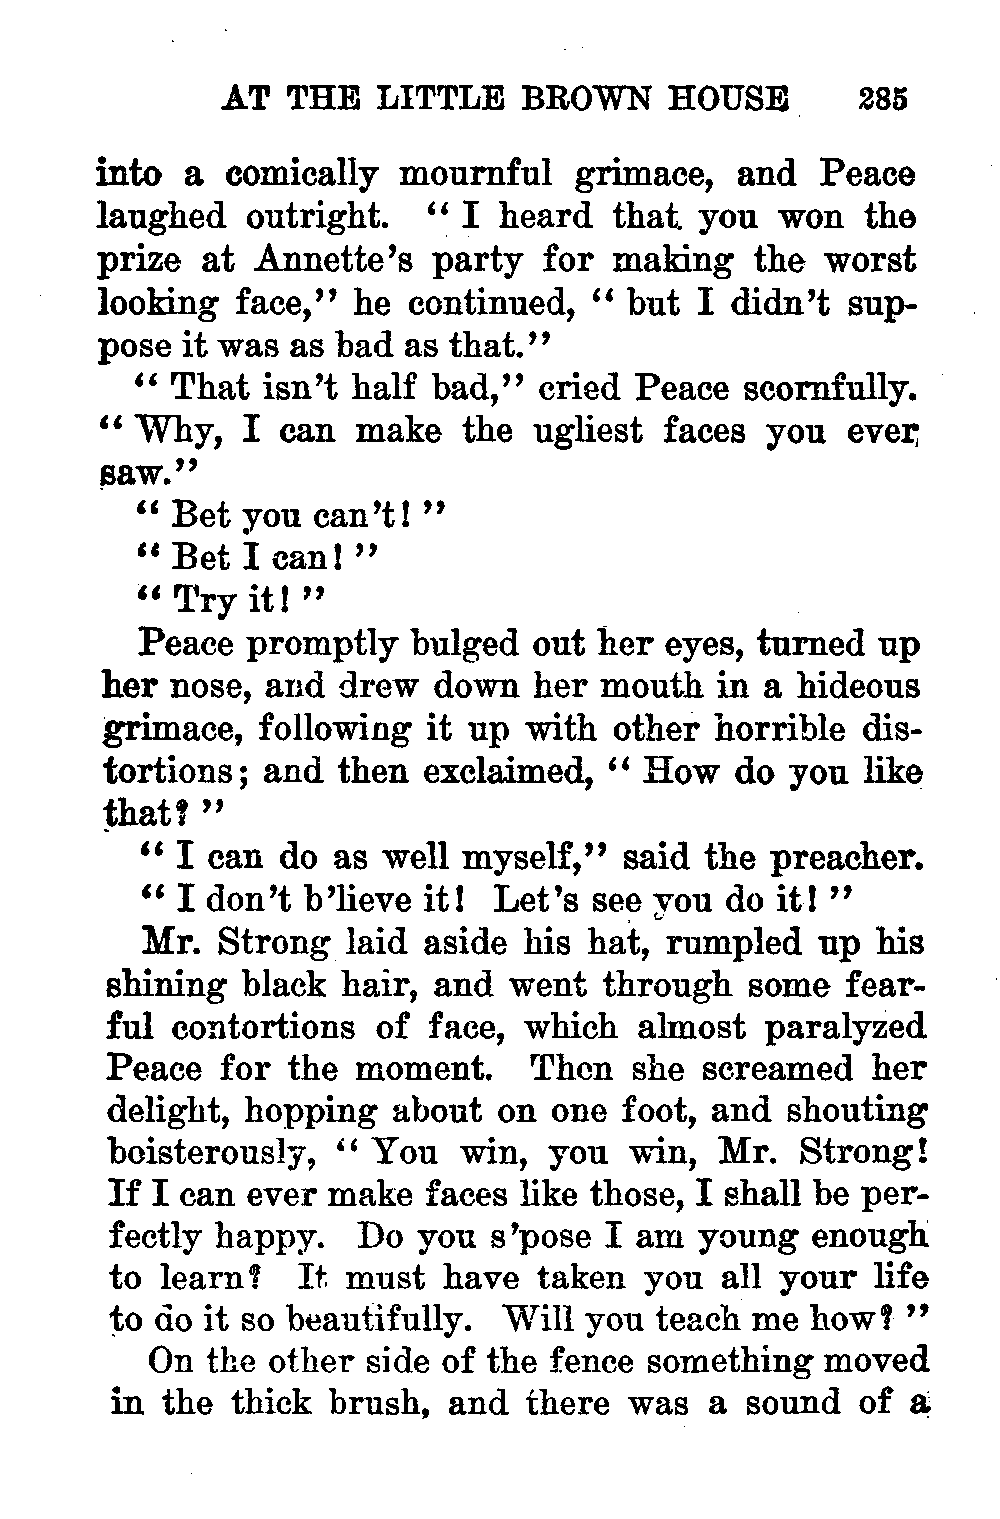 AT THE LITTLE BROWN HOUSE 285
into a comically mournful grimace, and Peace
laughed outright. “ I heard that you won the
prize at Annette’s party for making the worst
looking face,” he continued, “ but I didn’t sup-
pose it was as bad as that.”
“ That isn’t half bad,” cried Peace scornfully.
“ Why, I can make the ugliest faces you ever
saw.”
“ Bet you can’t! ”
“ Bet I can! ”
“ Try it! ”
Peace promptly bulged out her eyes, turned up
her nose, and drew down her mouth in a hideous
grimace, following it up with other horrible dis-
tortions; and then exclaimed, “ How do you like
that? ”
“ I can do as well myself,” said the preacher.
“ I don’t b’lieve it! Let’s see you do it! ”
Mr. Strong laid aside his hat, rumpled up his
shining black hair, and went through some fear-
ful contortions of face, which almost paralyzed
Peace for the moment. Then she screamed her
delight, hopping about on one foot, and shouting
boisterously, “ You win, you win, Mr. Strong!
If I can ever make faces like those, I shall be per-
fectly happy. Do you s’pose I am young enough
to learn? It must have taken you all your life
to do it so beautifully. Will you teach me how? ”
On the other side of the fence something moved
in the thick brush, and there was a sound of a